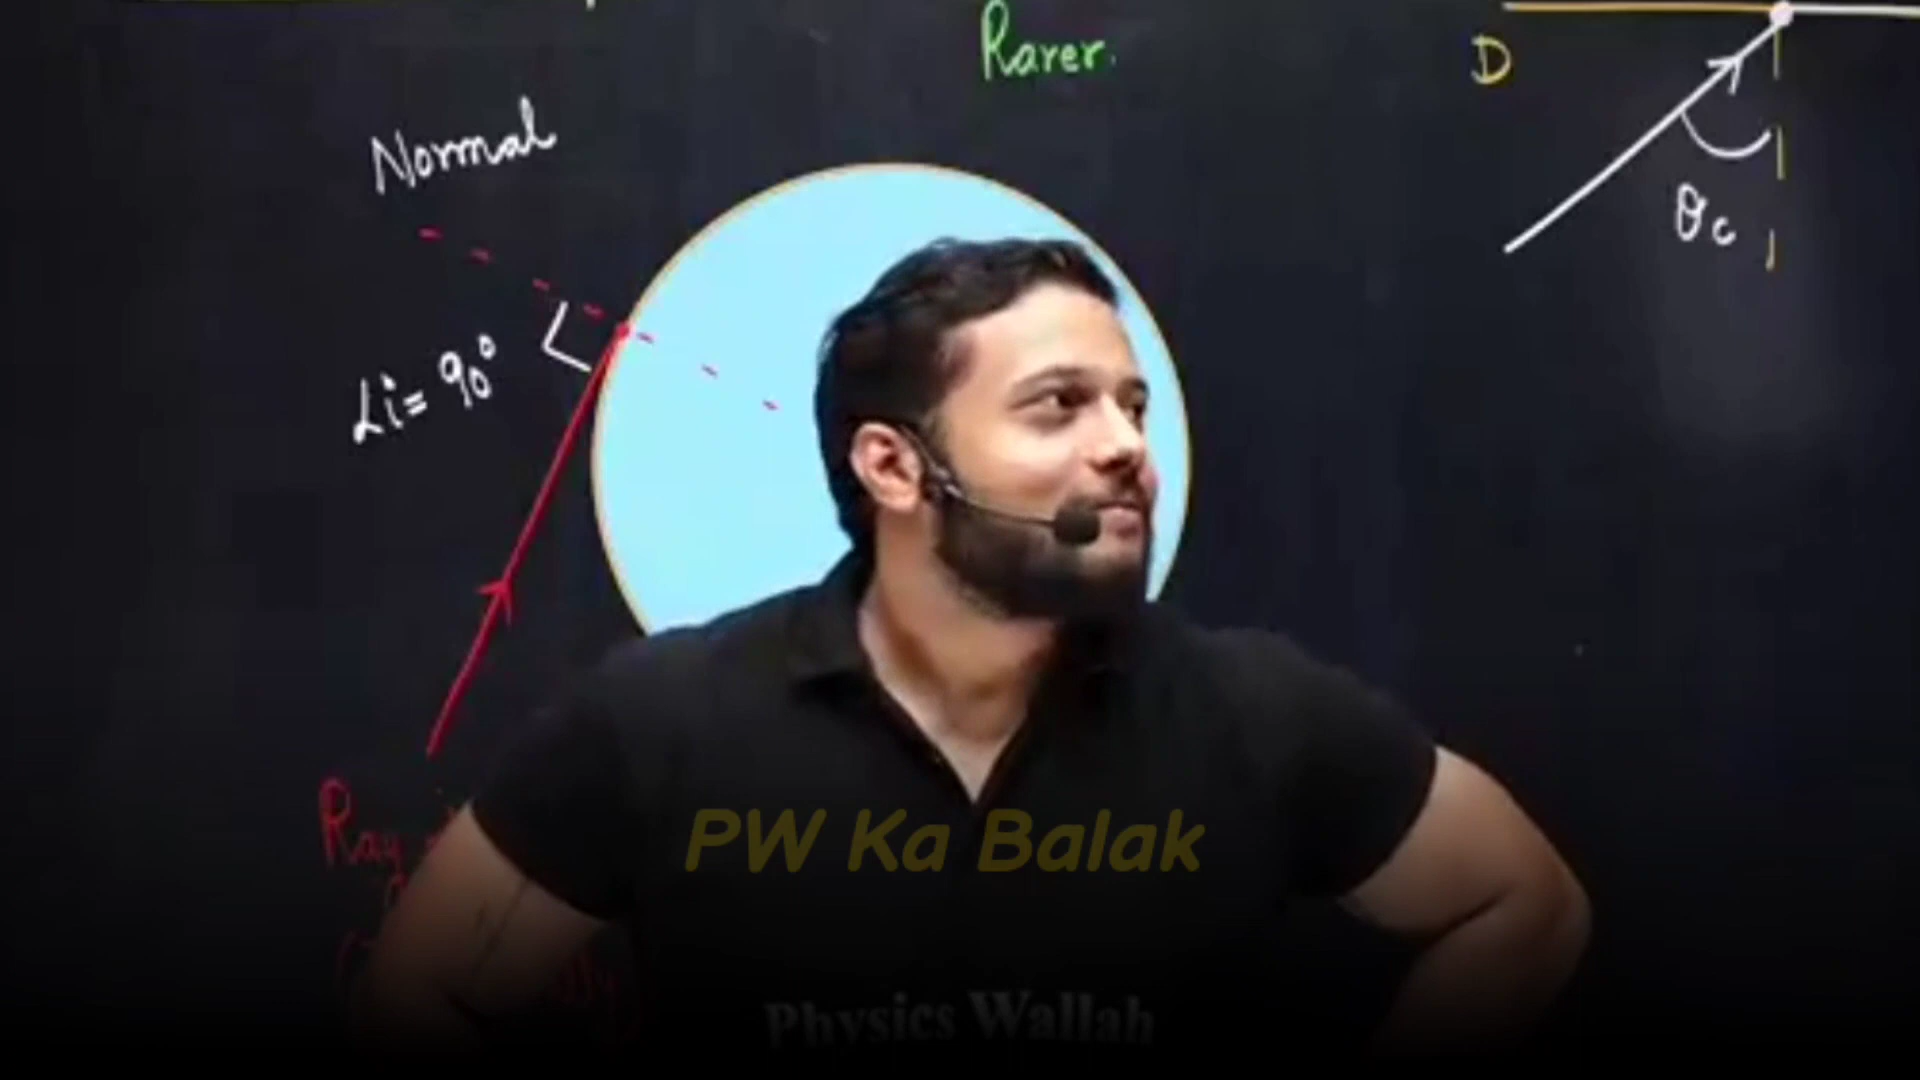 Rarer.
D
Normal
θc
∠i = 90°
Ray
PW Ka Balak
Physics Wallah